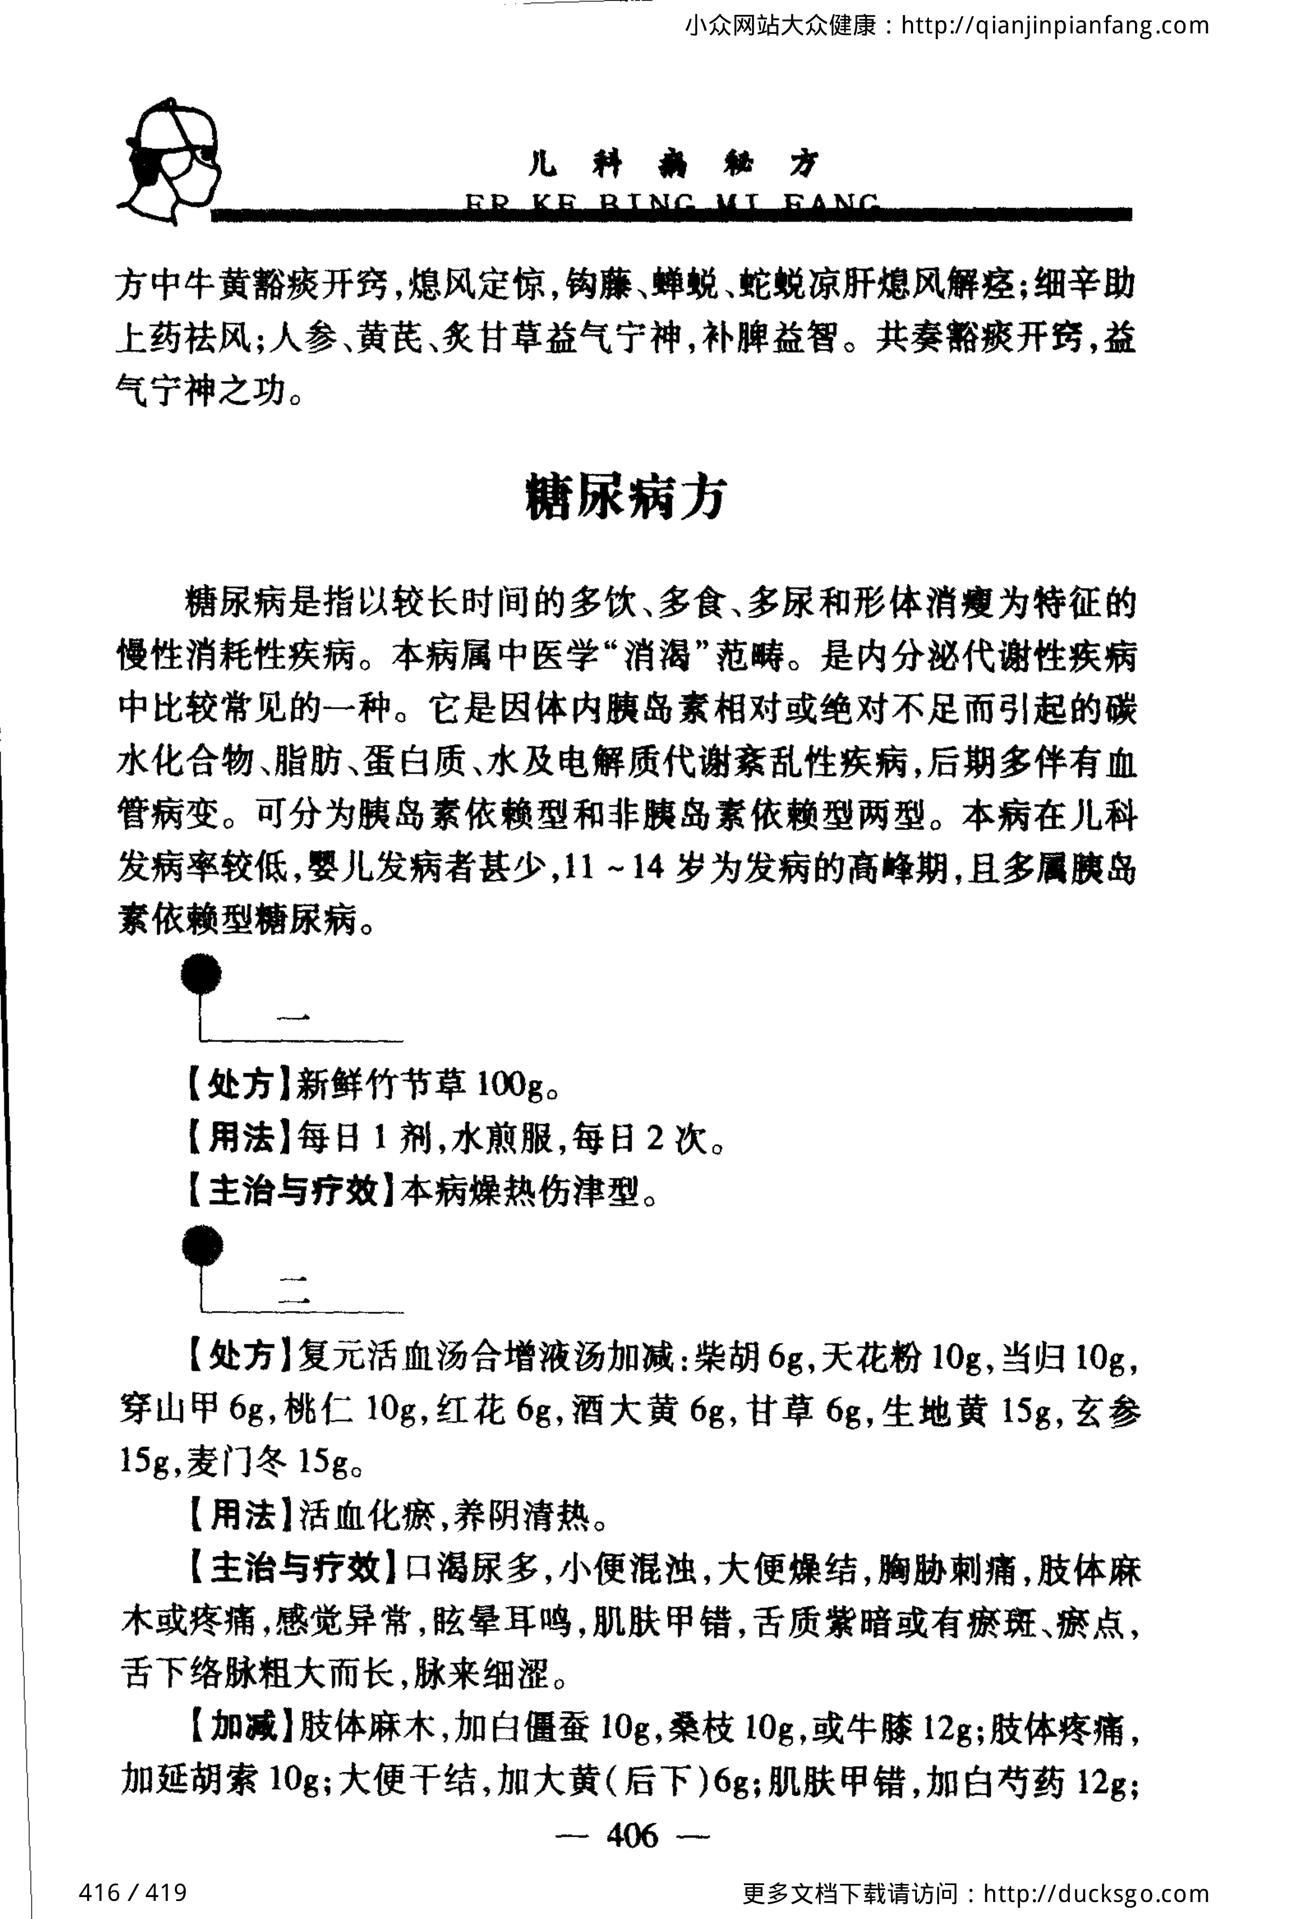 小众网站大众健康：http://qianjinpianfang.com
儿科病秘方
ER KE BING MI FANG
方中牛黄豁痰开窍,熄风定惊,钩藤、蝉蜕、蛇蜕凉肝熄风解痉;细辛助
上药祛风;人参、黄芪、炙甘草益气宁神,补脾益智。共奏豁痰开窍,益
气宁神之功。
糖尿病方
糖尿病是指以较长时间的多饮、多食、多尿和形体消瘦为特征的
慢性消耗性疾病。本病属中医学“消渴”范畴。是内分泌代谢性疾病
中比较常见的一种。它是因体内胰岛素相对或绝对不足而引起的碳
水化合物、脂肪、蛋白质、水及电解质代谢紊乱性疾病,后期多伴有血
管病变。可分为胰岛素依赖型和非胰岛素依赖型两型。本病在儿科
发病率较低,婴儿发病者甚少,11～14岁为发病的高峰期,且多属胰岛
素依赖型糖尿病。
一
【处方】新鲜竹节草100g。
【用法】每日1剂,水煎服,每日2次。
【主治与疗效】本病燥热伤津型。
二
【处方】复元活血汤合增液汤加减:柴胡6g,天花粉10g,当归10g,
穿山甲6g,桃仁10g,红花6g,酒大黄6g,甘草6g,生地黄15g,玄参
15g,麦门冬15g。
【用法】活血化瘀,养阴清热。
【主治与疗效】口渴尿多,小便混浊,大便燥结,胸胁刺痛,肢体麻
木或疼痛,感觉异常,眩晕耳鸣,肌肤甲错,舌质紫暗或有瘀斑、瘀点,
舌下络脉粗大而长,脉来细涩。
【加减】肢体麻木,加白僵蚕10g,桑枝10g,或牛膝12g;肢体疼痛,
加延胡索10g;大便干结,加大黄(后下)6g;肌肤甲错,加白芍药12g;
— 406 —
416 / 419
更多文档下载请访问：http://ducksgo.com